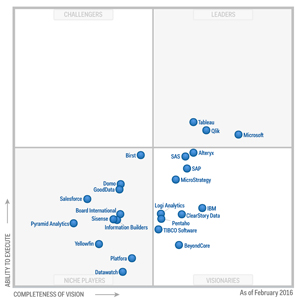 CHALLENGERS
LEADERS
Tableau
Qlik
Microsoft
Birst
Alteryx
SAS
SAP
MicroStrategy
Domo
GoodData
Salesforce
Board International
Sisense
Information Builders
Pyramid Analytics
Logi Analytics
IBM
ClearStory Data
Pentaho
TIBCO Software
Yellowfin
BeyondCore
Platfora
Datawatch
NICHE PLAYERS
VISIONARIES
ABILITY TO EXECUTE
COMPLETENESS OF VISION
As of February 2016